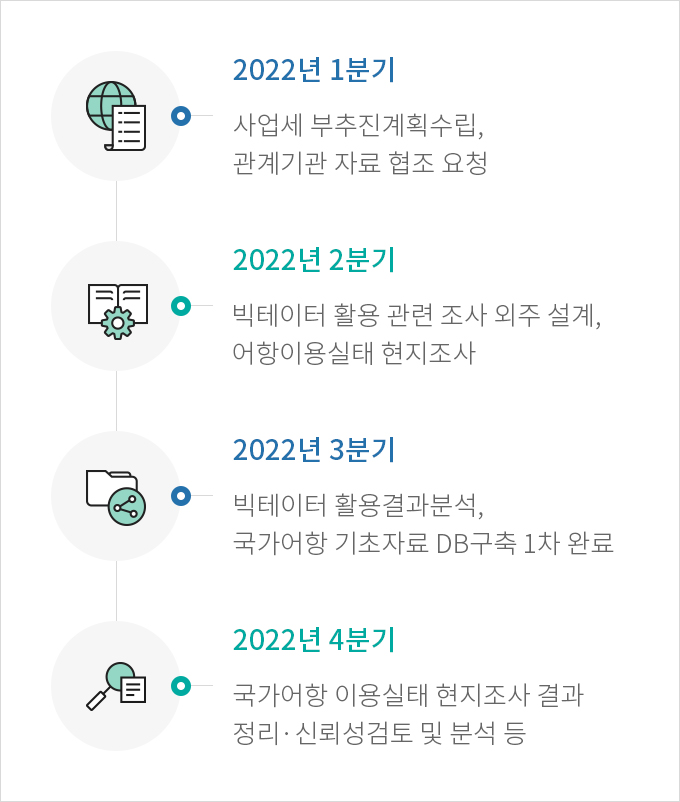 2022년 1분기
사업세 부추진계획수립,
관계기관 자료 협조 요청
2022년 2분기
빅테이터 활용 관련 조사 외주 설계,
어항이용실태 현지조사
2022년 3분기
빅테이터 활용결과분석,
국가어항 기초자료 DB구축 1차 완료
2022년 4분기
국가어항 이용실태 현지조사 결과
정리·신뢰성검토 및 분석 등